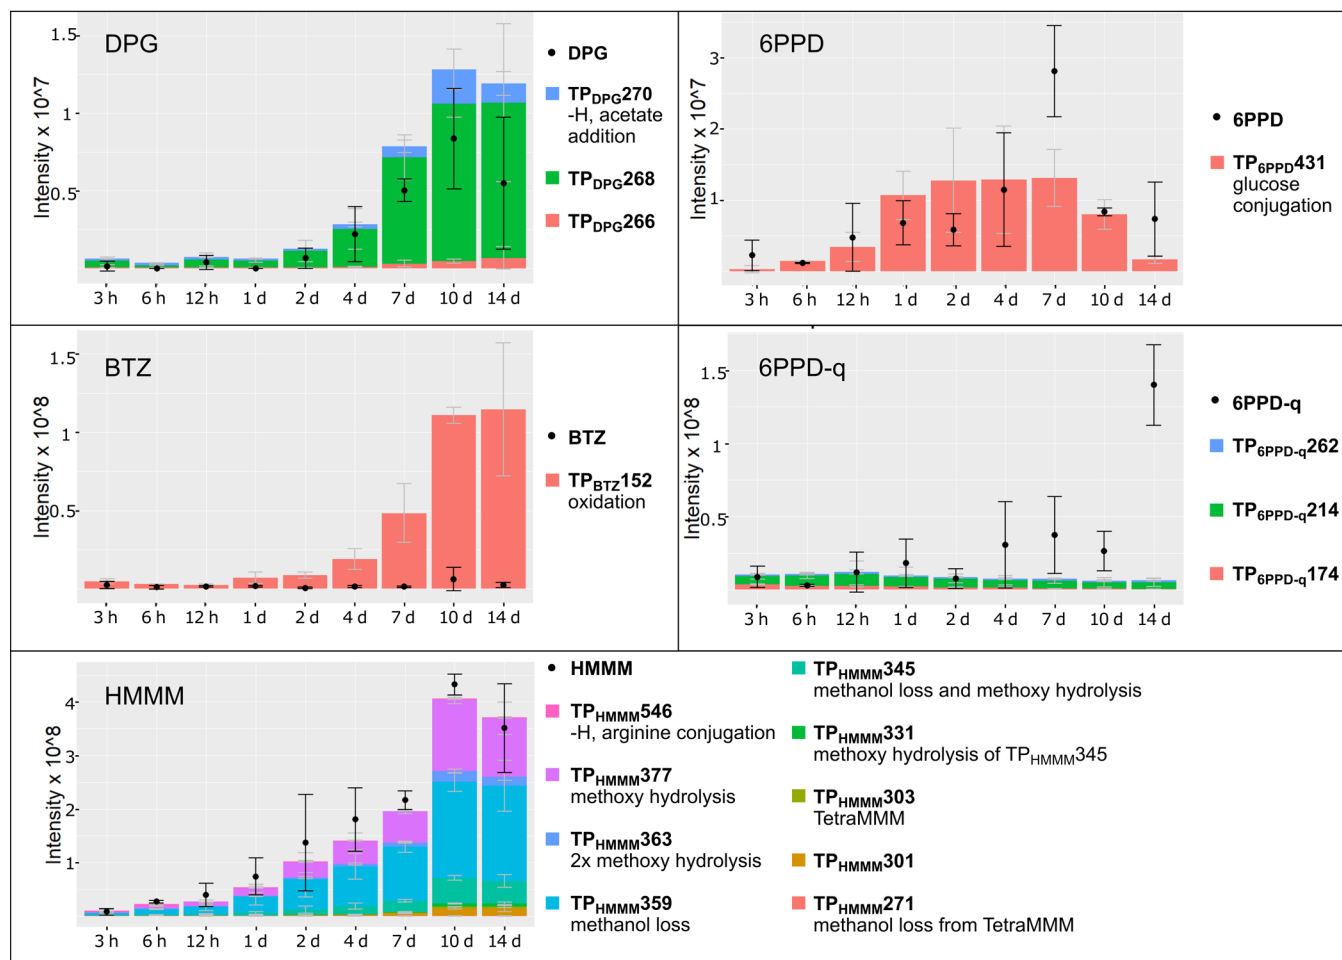 DPG
Intensity x 10^7
1.5
1
0.5
3 h 6 h 12 h 1 d 2 d 4 d 7 d 10 d 14 d
DPG
TPDPG270
-H, acetate
addition
TPDPG268
TPDPG266
6PPD
Intensity x 10^7
3
2
1
3 h 6 h 12 h 1 d 2 d 4 d 7 d 10 d 14 d
6PPD
TP6PPD431
glucose
conjugation
BTZ
Intensity x 10^8
1.5
1
0.5
3 h 6 h 12 h 1 d 2 d 4 d 7 d 10 d 14 d
BTZ
TPBTZ152
oxidation
6PPD-q
Intensity x 10^8
1.5
1
0.5
3 h 6 h 12 h 1 d 2 d 4 d 7 d 10 d 14 d
6PPD-q
TP6PPD-q262
TP6PPD-q214
TP6PPD-q174
HMMM
Intensity x 10^8
4
3
2
1
3 h 6 h 12 h 1 d 2 d 4 d 7 d 10 d 14 d
HMMM
TPHMMM546
-H, arginine conjugation
TPHMMM377
methoxy hydrolysis
TPHMMM363
2x methoxy hydrolysis
TPHMMM359
methanol loss
TPHMMM345
methanol loss and methoxy hydrolysis
TPHMMM331
methoxy hydrolysis of TPHMMM345
TPHMMM303
TetraMMM
TPHMMM301
TPHMMM271
methanol loss from TetraMMM